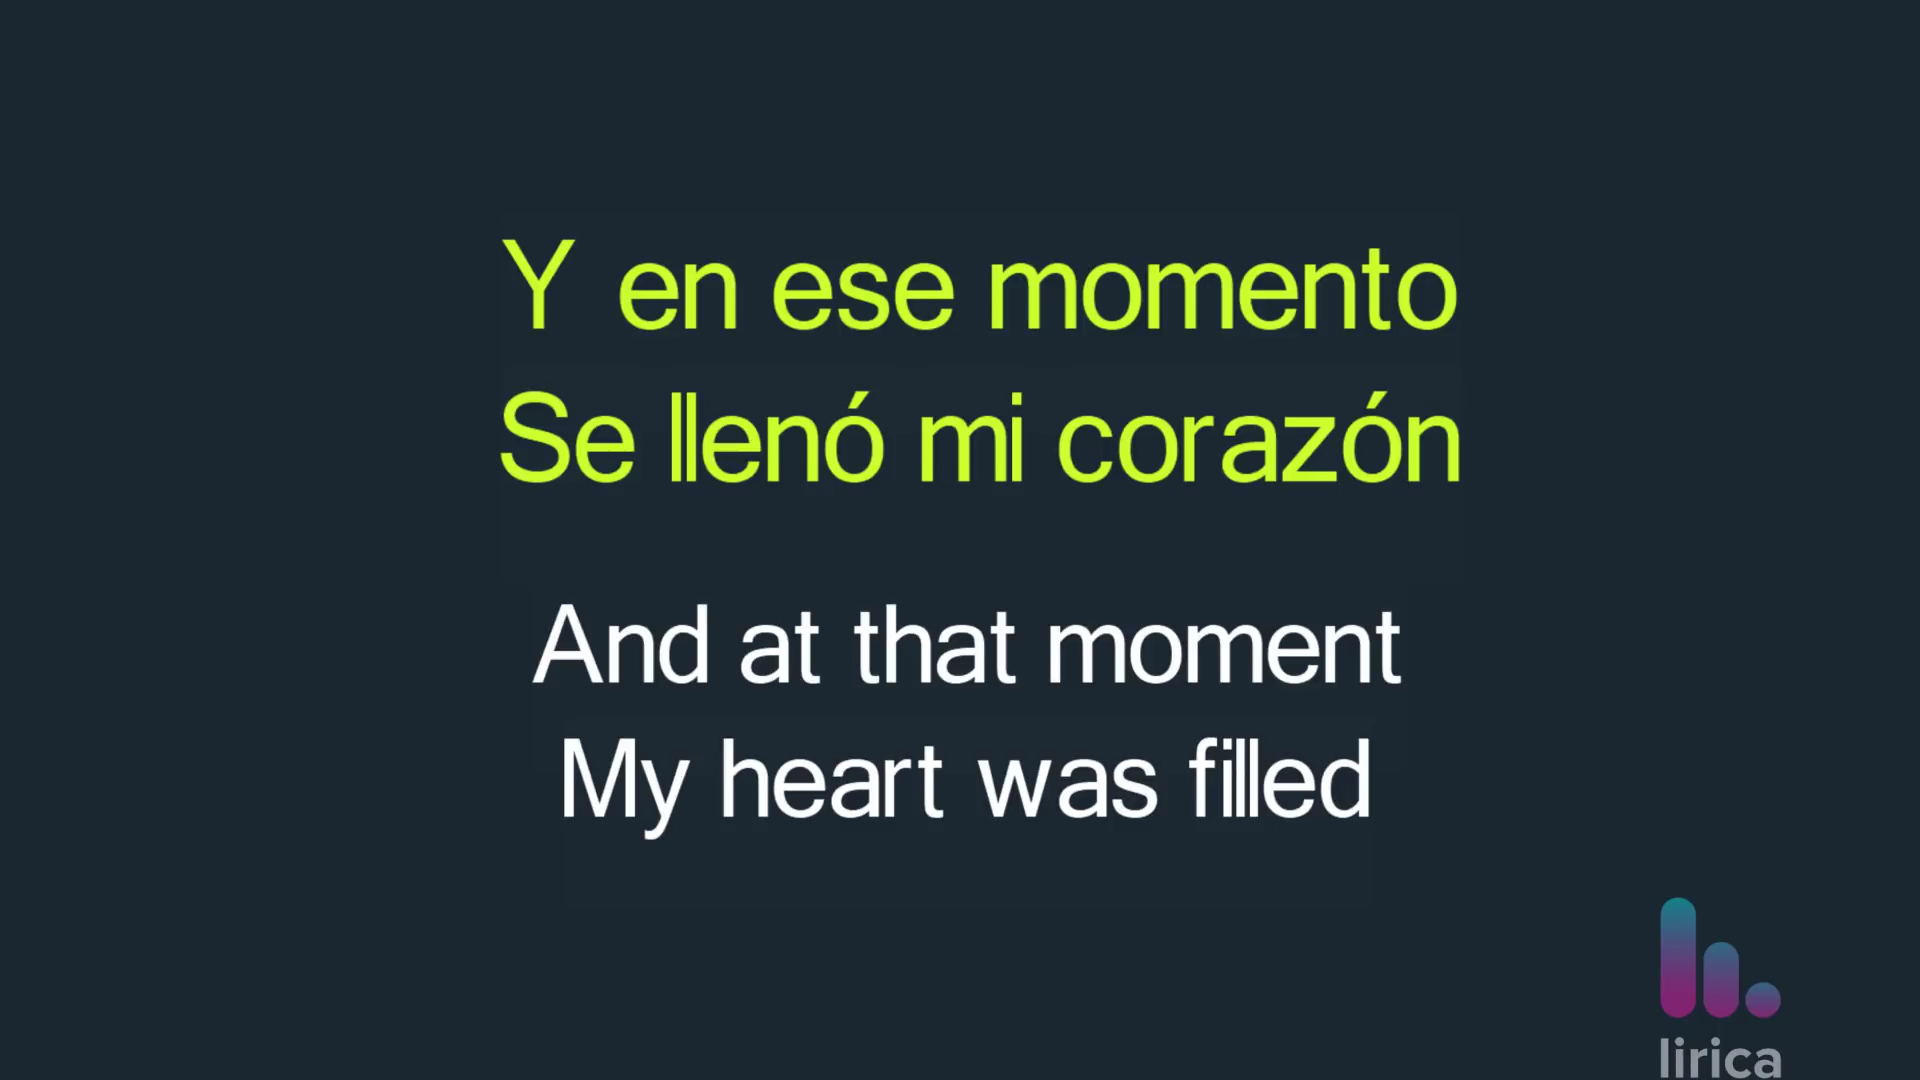 Y en ese momento
Se llenó mi corazón
And at that moment
My heart was filled
lirica